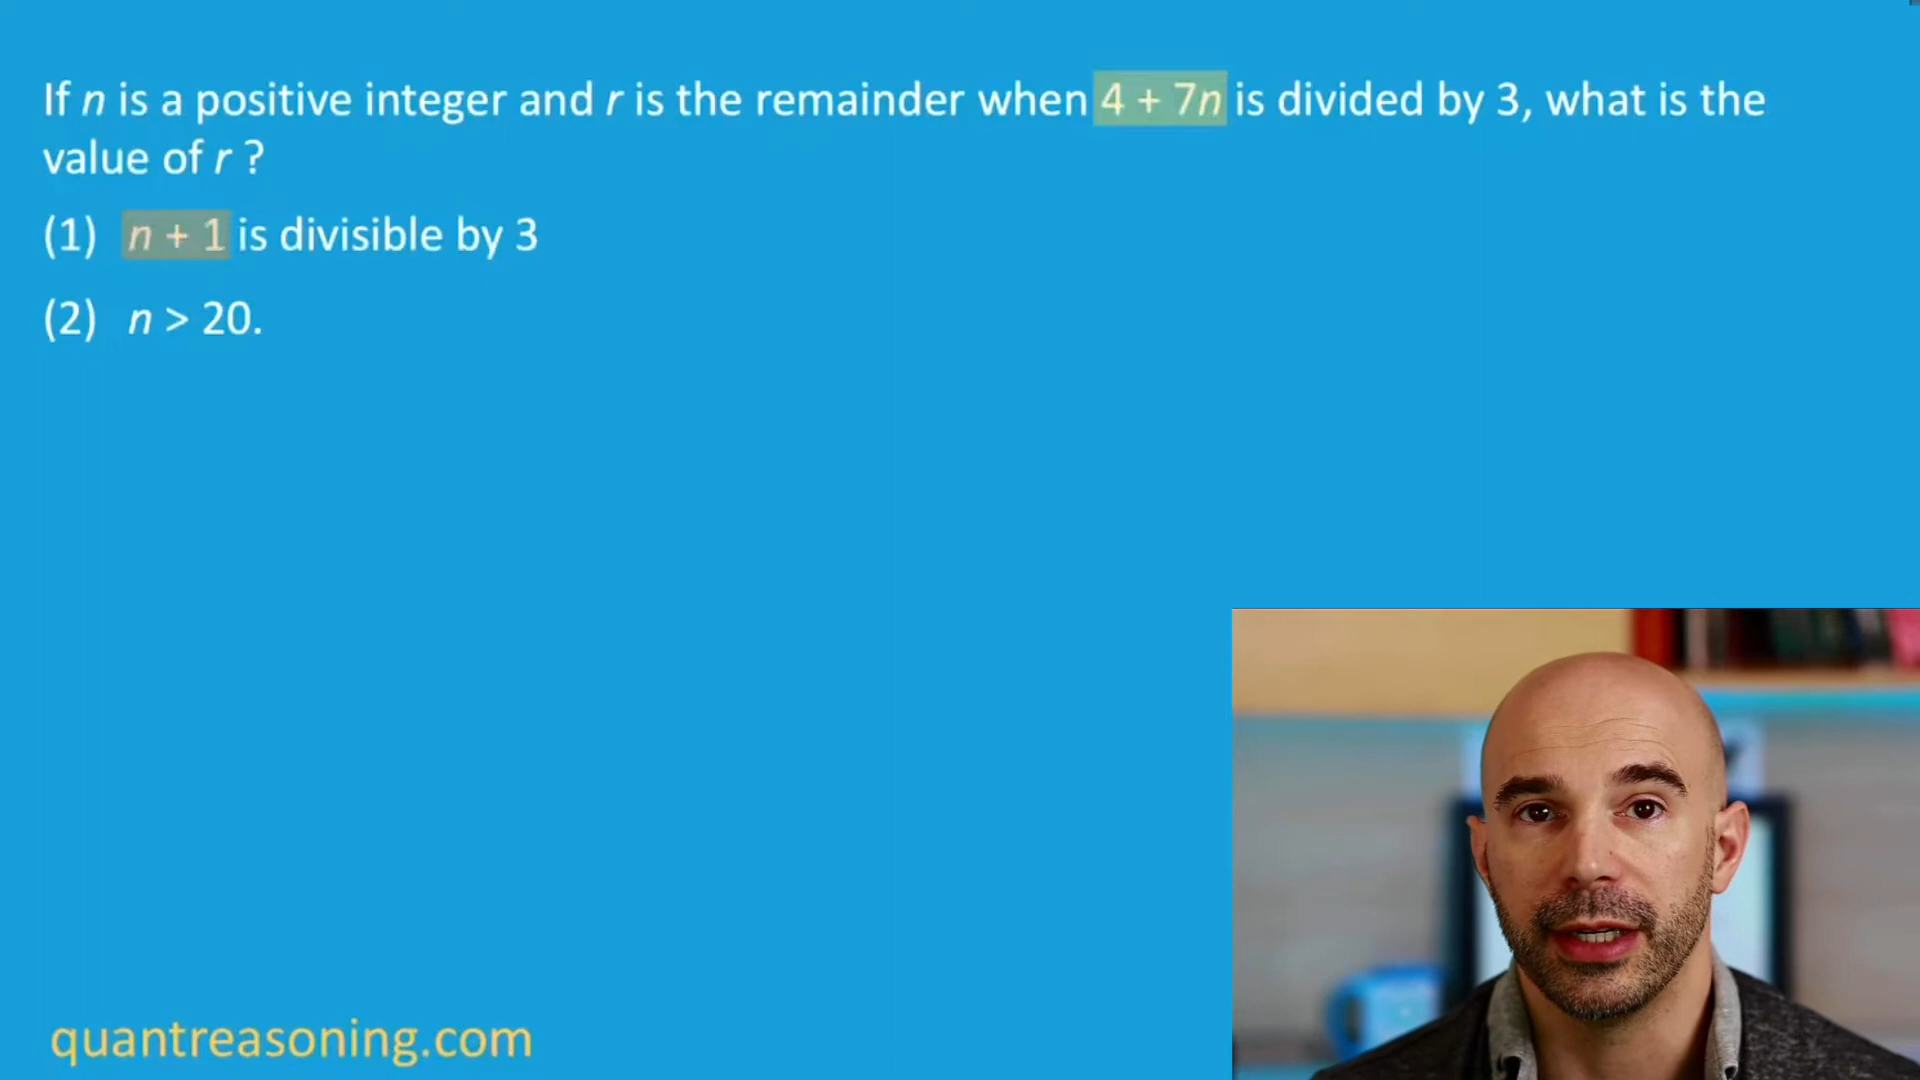 If n is a positive integer and r is the remainder when 4 + 7n is divided by 3, what is the
value of r ?
(1) n + 1 is divisible by 3
(2) n > 20.
quantreasoning.com